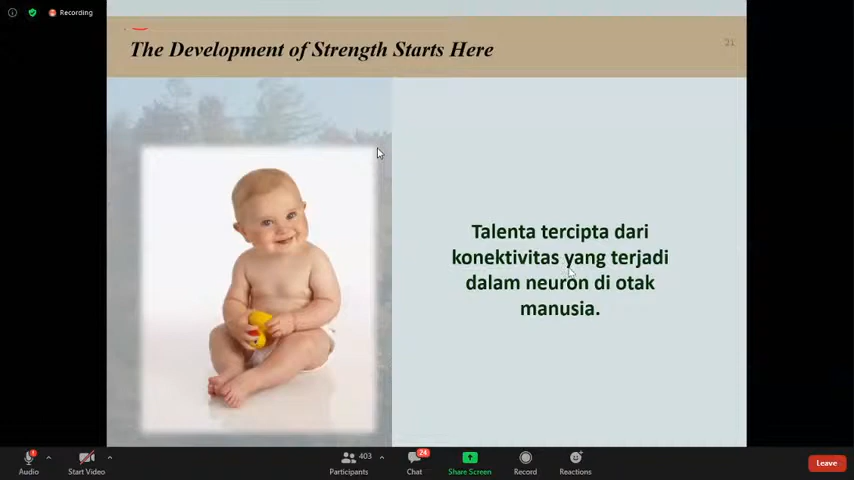 Recording
The Development of Strength Starts Here
21
Talenta tercipta dari
konektivitas yang terjadi
dalam neuron di otak
manusia.
403
24
Audio
Start Video
Participants
Chat
Share Screen
Record
Reactions
Leave